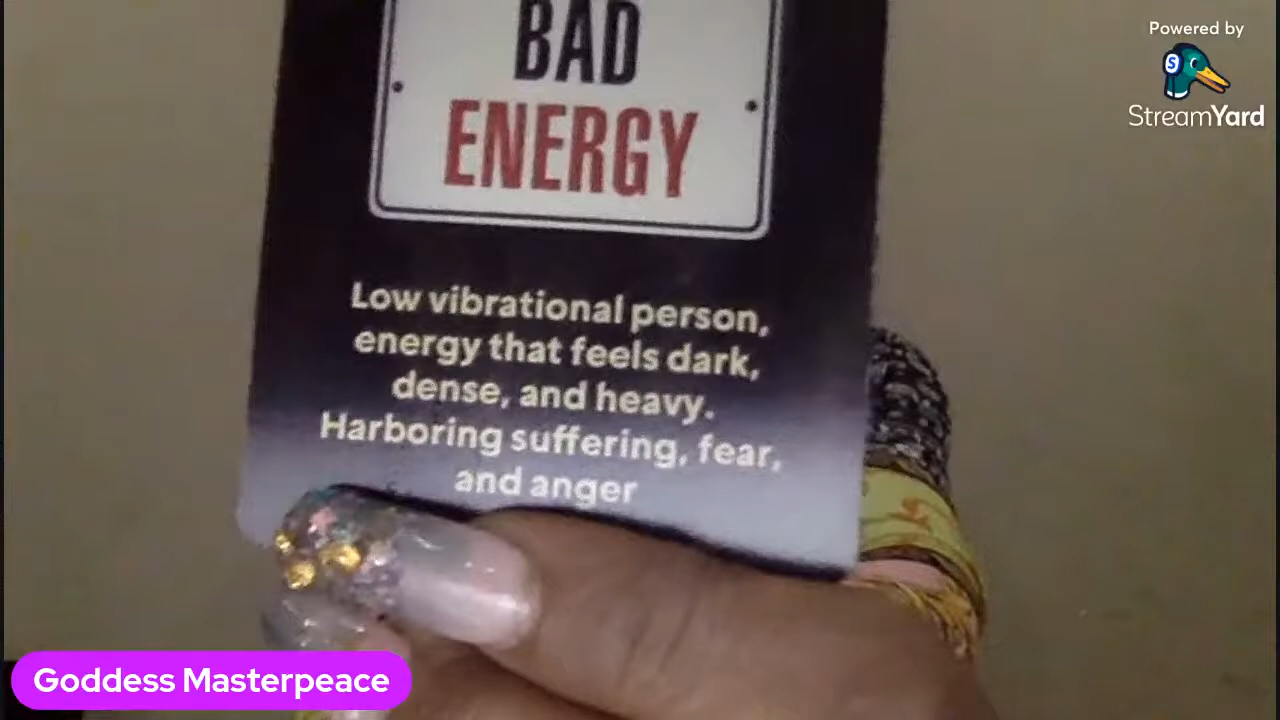 Powered by
StreamYard
BAD
ENERGY
Low vibrational person,
energy that feels dark,
dense, and heavy.
Harboring suffering, fear,
and anger
Goddess Masterpeace